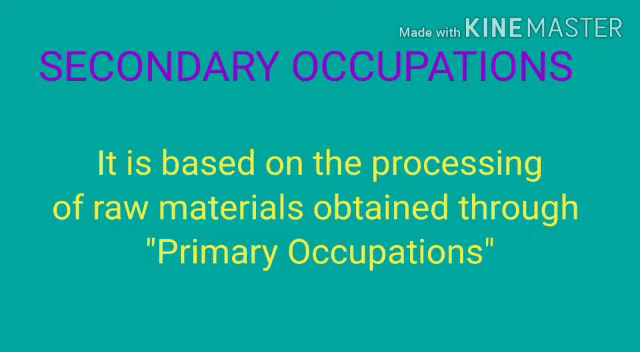 Made with KINEMASTER
SECONDARY OCCUPATIONS
It is based on the processing
of raw materials obtained through
"Primary Occupations"